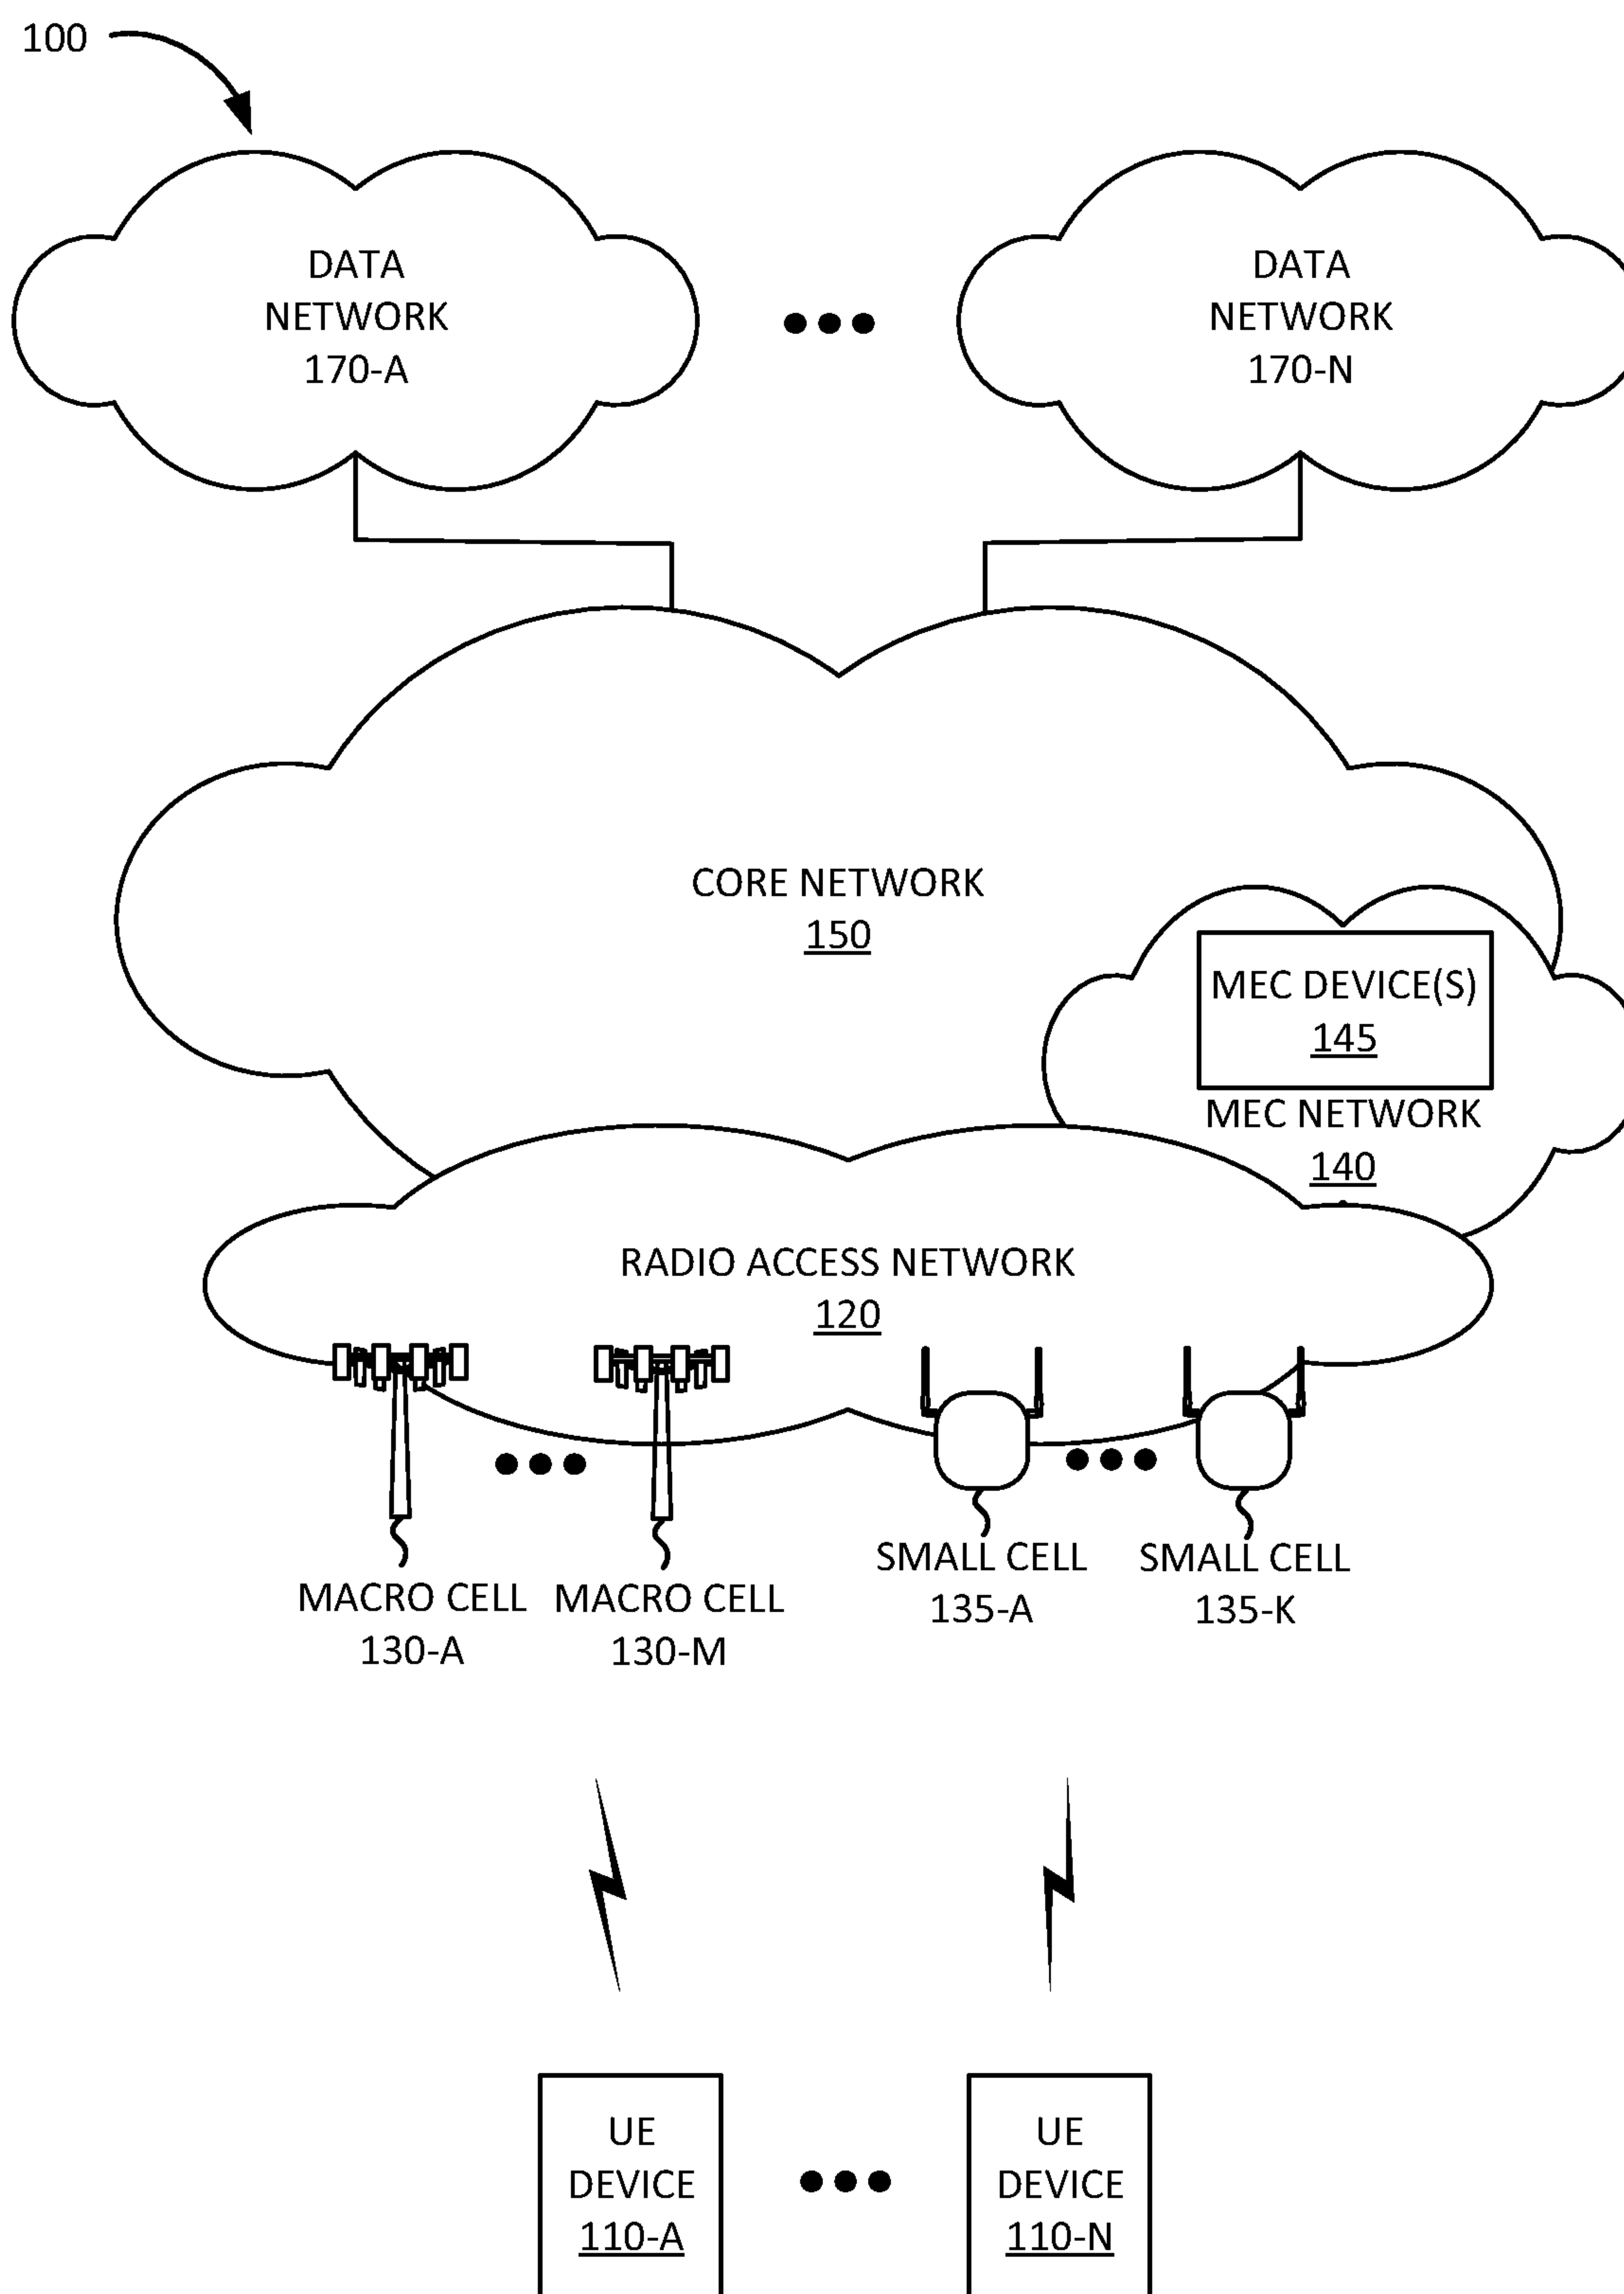 100
DATA
NETWORK
170-A
DATA
NETWORK
170-N
CORE NETWORK
150
MEC DEVICE(S)
145
MEC NETWORK
140
RADIO ACCESS NETWORK
120
MACRO CELL
130-A
MACRO CELL
130-M
SMALL CELL
135-A
SMALL CELL
135-K
UE
DEVICE
110-A
UE
DEVICE
110-N